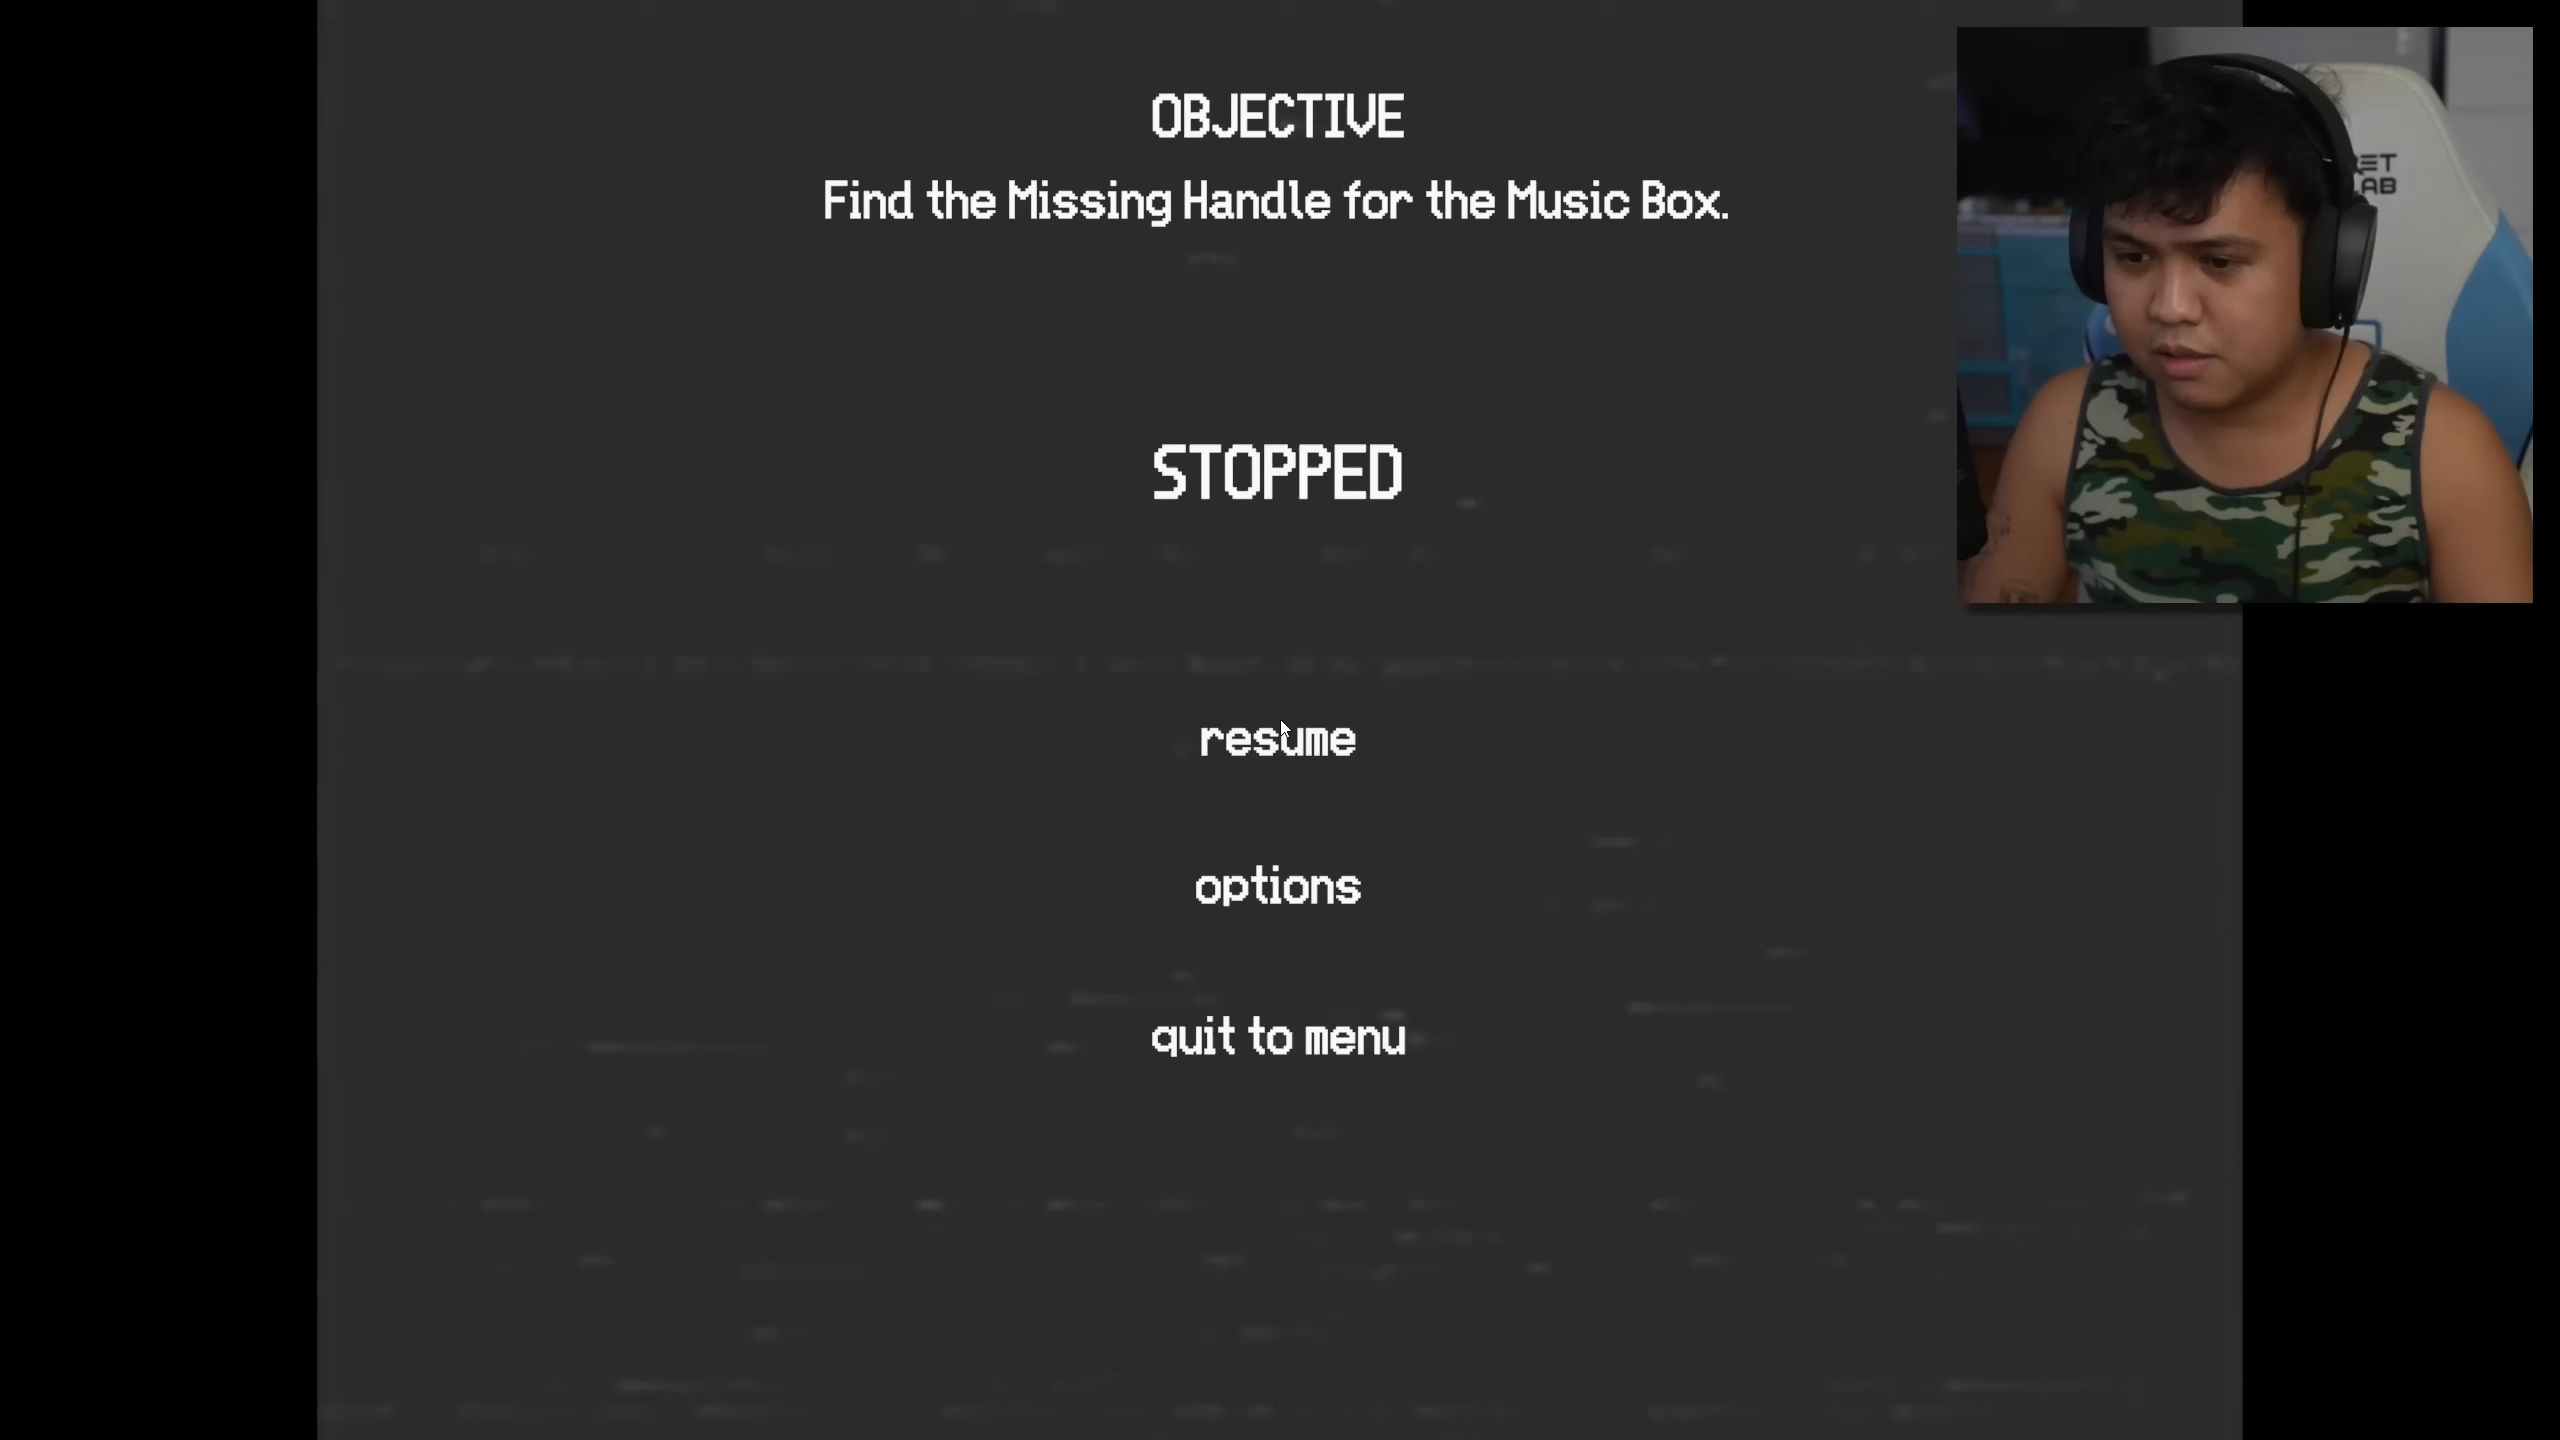 OBJECTIVE
Find the Missing Handle for the Music Box.
STOPPED
resume
options
quit to menu